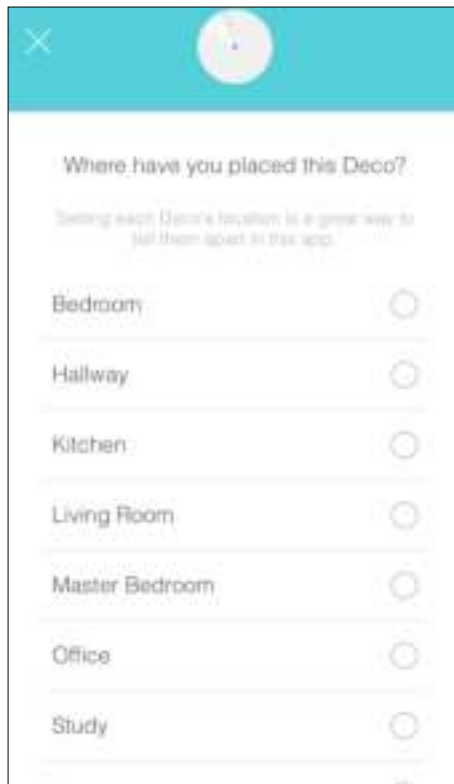 Where have you placed this Deco?
Setting each Deco's location is a great way to
tell them apart in this app.
Bedroom
Hallway
Kitchen
Living Room
Master Bedroom
Office
Study